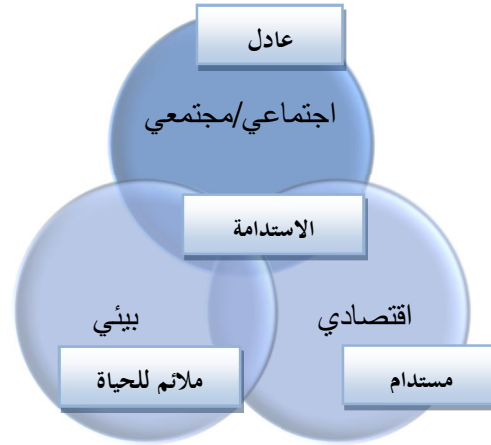 عادل
اجتماعي/مجتمعي
الاستدامة
اقتصادي
بيئي
مستدام
ملائم للحياة